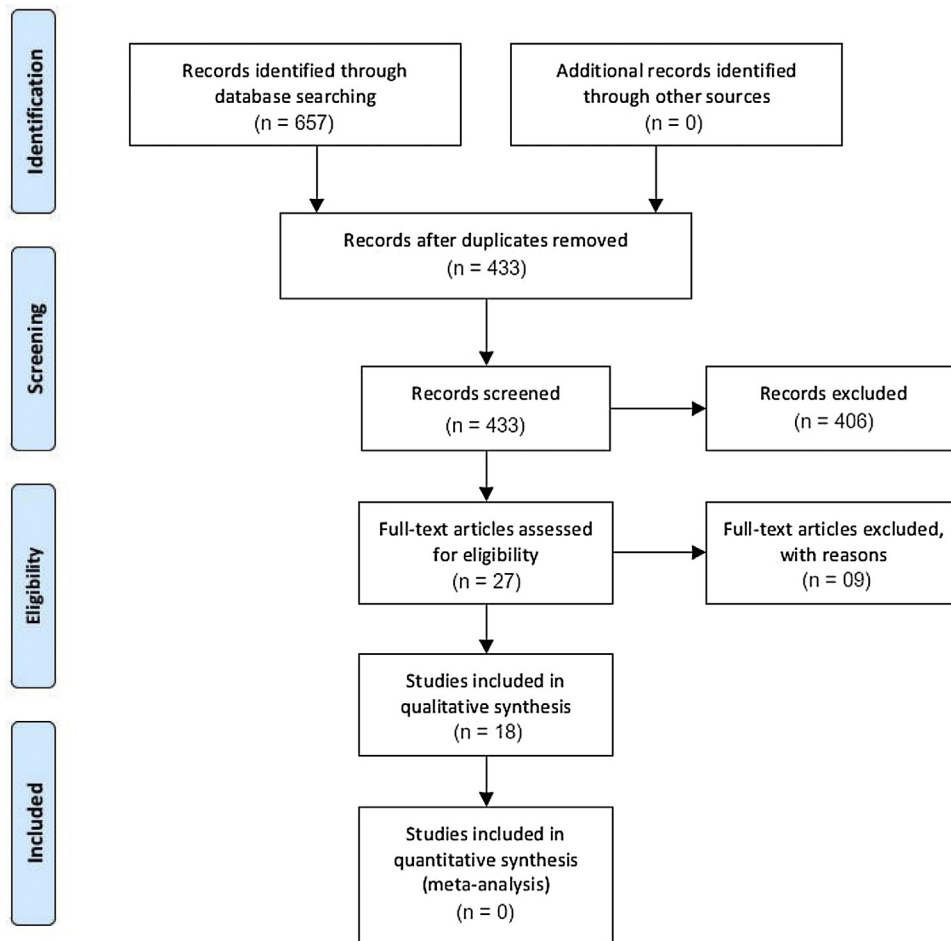 Identification
Records identified through
database searching
(n = 657)
Additional records identified
through other sources
(n = 0)
Records after duplicates removed
(n = 433)
Screening
Records screened
(n = 433)
Records excluded
(n = 406)
Eligibility
Full-text articles assessed
for eligibility
(n = 27)
Full-text articles excluded,
with reasons
(n = 09)
Studies included in
qualitative synthesis
(n = 18)
Included
Studies included in
quantitative synthesis
(meta-analysis)
(n = 0)